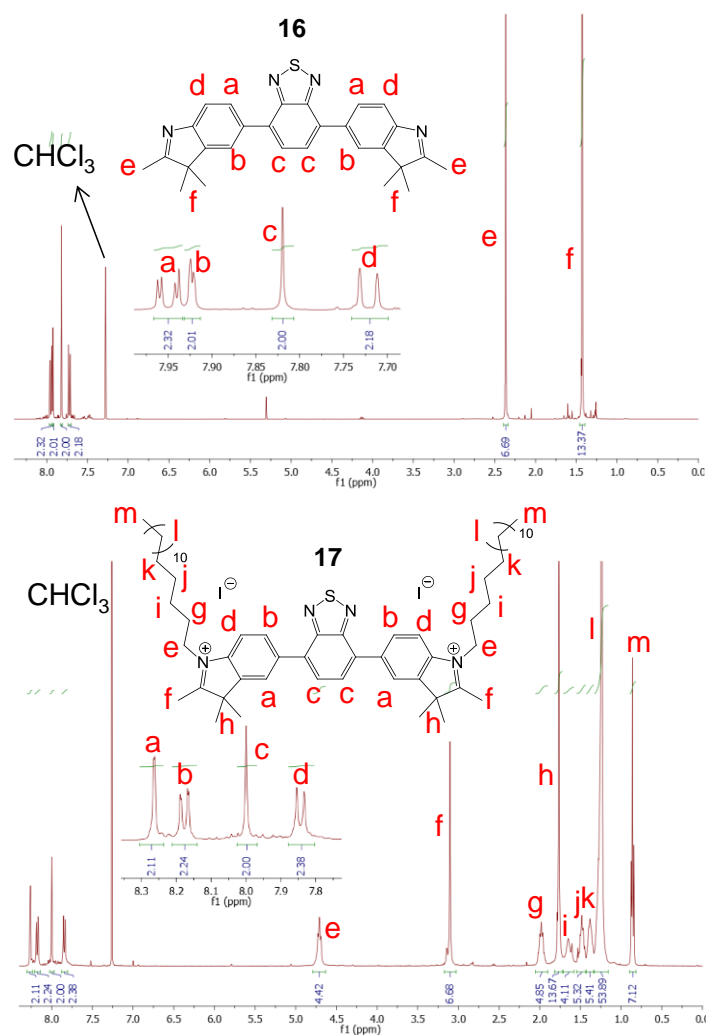 16
S
N N
d a a d
N N
CHCl3
e b c c b e
f f
e f
c
a b d
2.32 2.01 2.00 2.18
7.95 7.90 7.85 7.80 7.75 7.70
f1 (ppm)
2.32 2.01 2.00 2.18 6.69 13.37
8.0 7.5 7.0 6.5 6.0 5.5 5.0 4.5 4.0 3.5 3.0 2.5 2.0 1.5 1.0 0.5 0.0
f1 (ppm)
m l m
10 10
17
k k
I⊖ I⊖
CHCl3
j j
S
i i
N N
g g
d b b d
l
e N+ N+ e
m
f a c c a f
h h
a c
b d
h
f
2.11 2.24 2.00 2.38
8.3 8.2 8.1 8.0 7.9 7.8
f1 (ppm)
e g i j k
2.11 2.24 2.00 2.38 4.42 6.68 4.85 13.67 4.11 5.32 5.41 53.89 7.12
8.0 7.5 7.0 6.5 6.0 5.5 5.0 4.5 4.0 3.5 3.0 2.5 2.0 1.5 1.0 0.5 0.0
f1 (ppm)